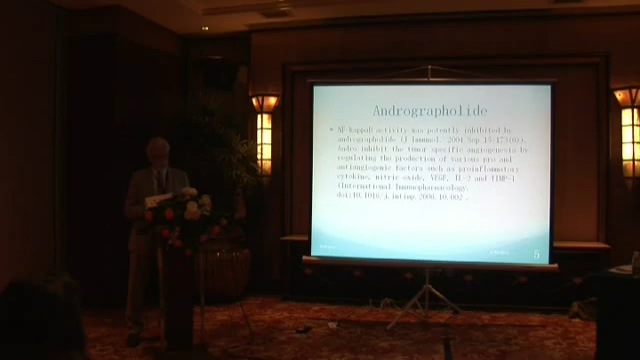 Andrographolide
• NF KappaB activity was potently inhibited by
andrographolide (J Immunol. 2004 Sep 15;173(6)).
Andro inhibit the tumor specific angiogenesis by
regulating the production of various pro and
antiangiogenic factors such as proinflammatory
cytokine, nitric oxide, VEGF, IL-2 and TIMP-1
(International Immunopharmacology.
doi:10.1016/j.intimp.2006.10.002 .
5